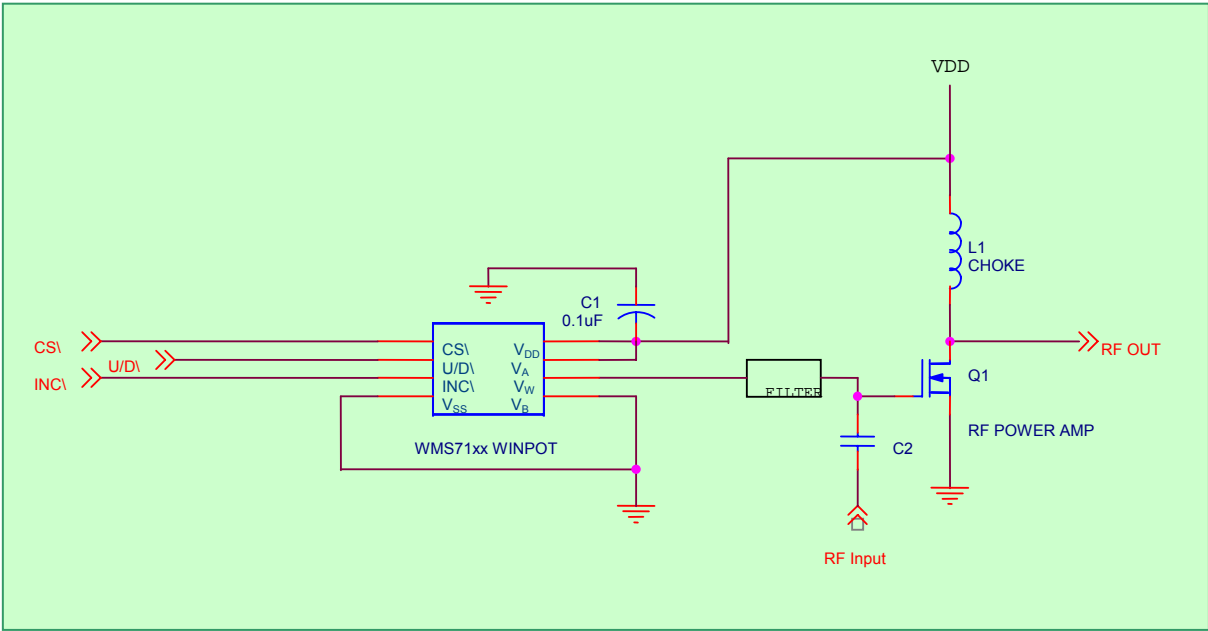 VDD
L1
CHOKE
C1
0.1uF
CS\
U/D\
INC\
RF OUT
CS\
U/D\
INC\
VSS
VDD
VA
VW
VB
FILTER
Q1
RF POWER AMP
WMS71xx WINPOT
C2
RF Input